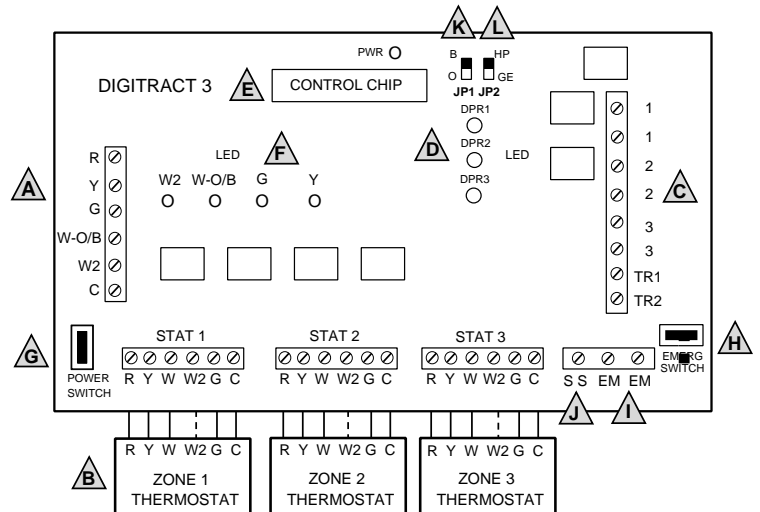 K L
PWR
B HP
O GE
JP1 JP2
DIGITRACT 3
E
CONTROL CHIP
DPR1
D
DPR2
LED
DPR3
LED
F
W2 W-O/B G Y
A
R
Y
G
W-O/B
W2
C
1
1
2
2
3
3
TR1
TR2
C
G
POWER
SWITCH
STAT 1
R Y W W2 G C
STAT 2
R Y W W2 G C
STAT 3
R Y W W2 G C
S S EM EM
EMERG
SWITCH
H
J I
B
R Y W W2 G C
ZONE 1
THERMOSTAT
R Y W W2 G C
ZONE 2
THERMOSTAT
R Y W W2 G C
ZONE 3
THERMOSTAT